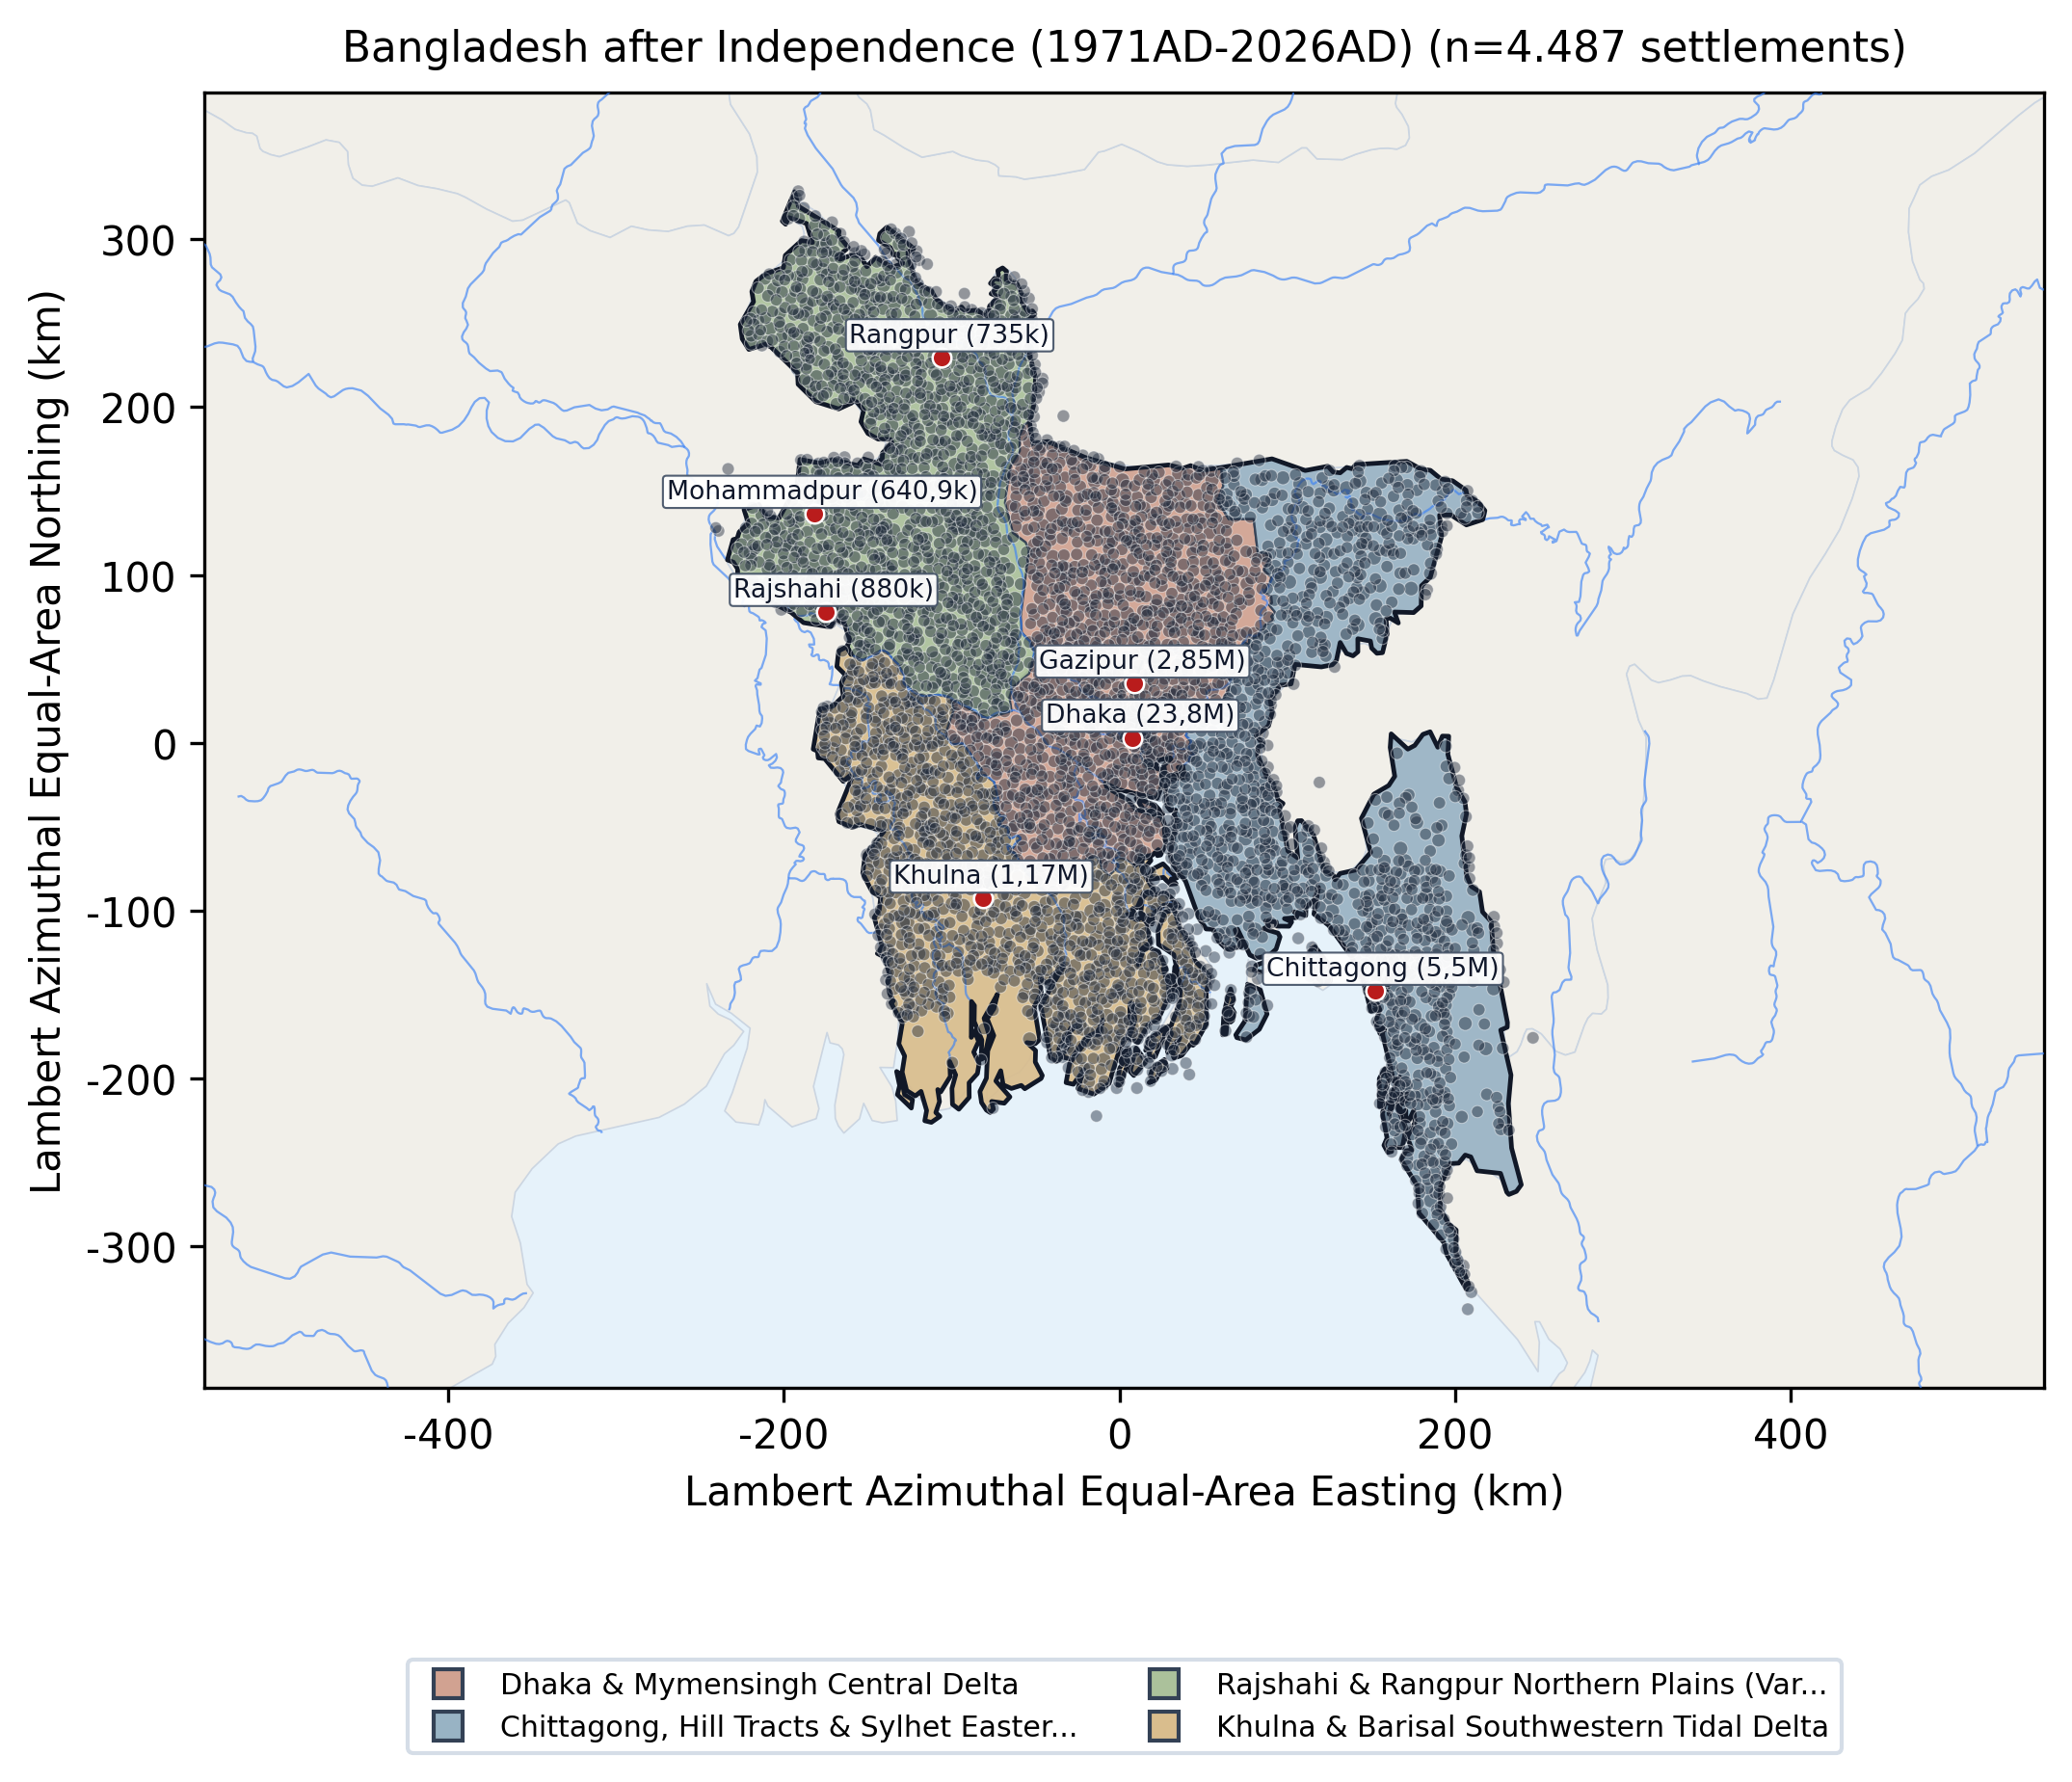 Bangladesh after Independence (1971AD-2026AD) (n=4.487 settlements)
Lambert Azimuthal Equal-Area Northing (km)
300
200
100
0
-100
-200
-300
Rangpur (735k)
Mohammadpur (640,9k)
Rajshahi (880k)
Gazipur (2,85M)
Dhaka (23,8M)
Khulna (1,17M)
Chittagong (5,5M)
-400
-200
0
200
400
Lambert Azimuthal Equal-Area Easting (km)
Dhaka & Mymensingh Central Delta
Chittagong, Hill Tracts & Sylhet Easter...
Rajshahi & Rangpur Northern Plains (Var...
Khulna & Barisal Southwestern Tidal Delta